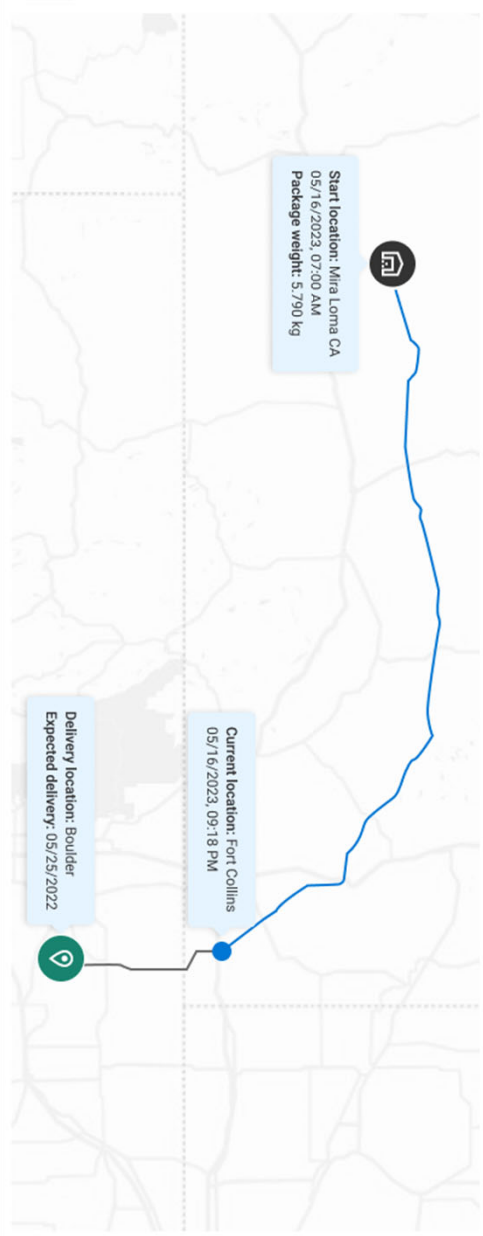 Start location: Mira Loma CA
05/16/2023, 07:00 AM
Package weight: 5.790 kg
Current location: Fort Collins
05/16/2023, 09:18 PM
Delivery location: Boulder
Expected delivery: 05/25/2022